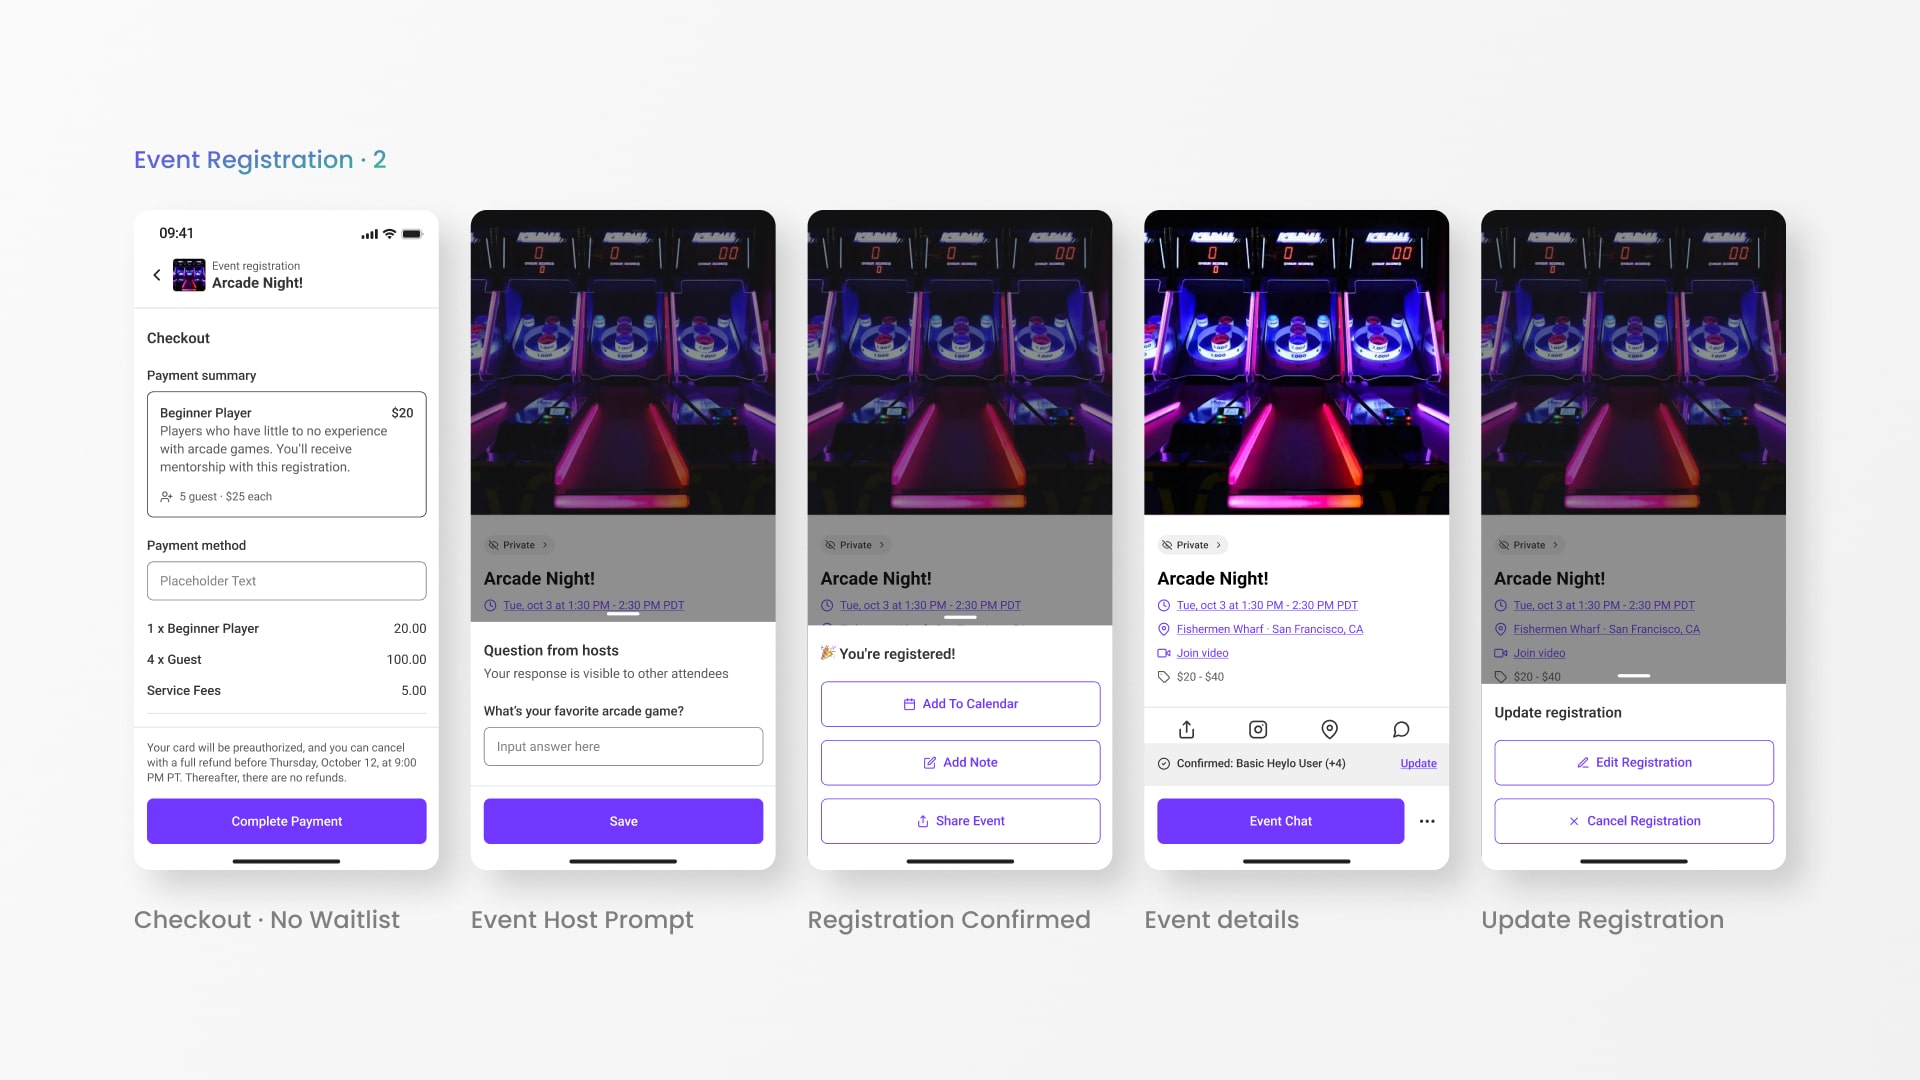 Event Registration · 2
09:41
Event registration
Arcade Night!
Checkout
Payment summary
Beginner Player $20
Players who have little to no experience
with arcade games. You'll receive
mentorship with this registration.
5 guest · $25 each
Payment method
Placeholder Text
1 x Beginner Player 20.00
4 x Guest 100.00
Service Fees 5.00
Your card will be preauthorized, and you can cancel
with a full refund before Thursday, October 12, at 9:00
PM PT. Thereafter, there are no refunds.
Complete Payment
Checkout · No Waitlist
Private
Arcade Night!
Tue, oct 3 at 1:30 PM - 2:30 PM PDT
Question from hosts
Your response is visible to other attendees
What's your favorite arcade game?
Input answer here
Save
Event Host Prompt
Private
Arcade Night!
Tue, oct 3 at 1:30 PM - 2:30 PM PDT
🎉 You're registered!
Add To Calendar
Add Note
Share Event
Registration Confirmed
Private
Arcade Night!
Tue, oct 3 at 1:30 PM - 2:30 PM PDT
Fishermen Wharf · San Francisco, CA
Join video
$20 - $40
Confirmed: Basic Heylo User (+4) Update
Event Chat
Event details
Private
Arcade Night!
Tue, oct 3 at 1:30 PM - 2:30 PM PDT
Fishermen Wharf · San Francisco, CA
Join video
$20 - $40
Update registration
Edit Registration
Cancel Registration
Update Registration